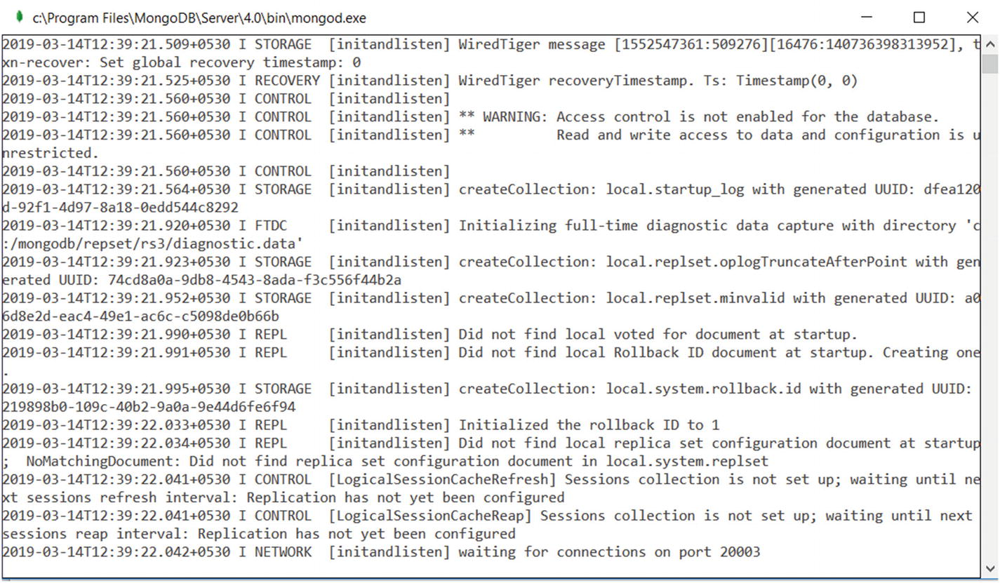 c:\Program Files\MongoDB\Server\4.0\bin\mongod.exe
2019-03-14T12:39:21.509+0530 I STORAGE  [initandlisten] WiredTiger message [1552547361:509276][16476:140736398313952], t
xn-recover: Set global recovery timestamp: 0
2019-03-14T12:39:21.525+0530 I RECOVERY [initandlisten] WiredTiger recoveryTimestamp. Ts: Timestamp(0, 0)
2019-03-14T12:39:21.560+0530 I CONTROL  [initandlisten]
2019-03-14T12:39:21.560+0530 I CONTROL  [initandlisten] ** WARNING: Access control is not enabled for the database.
2019-03-14T12:39:21.560+0530 I CONTROL  [initandlisten] **          Read and write access to data and configuration is u
nrestricted.
2019-03-14T12:39:21.560+0530 I CONTROL  [initandlisten]
2019-03-14T12:39:21.564+0530 I STORAGE  [initandlisten] createCollection: local.startup_log with generated UUID: dfea120
d-92f1-4d97-8a18-0edd544c8292
2019-03-14T12:39:21.920+0530 I FTDC     [initandlisten] Initializing full-time diagnostic data capture with directory 'c
:/mongodb/repset/rs3/diagnostic.data'
2019-03-14T12:39:21.923+0530 I STORAGE  [initandlisten] createCollection: local.replset.oplogTruncateAfterPoint with gen
erated UUID: 74cd8a0a-9db8-4543-8ada-f3c556f44b2a
2019-03-14T12:39:21.952+0530 I STORAGE  [initandlisten] createCollection: local.replset.minvalid with generated UUID: a0
6d8e2d-eac4-49e1-ac6c-c5098de0b66b
2019-03-14T12:39:21.990+0530 I REPL     [initandlisten] Did not find local voted for document at startup.
2019-03-14T12:39:21.991+0530 I REPL     [initandlisten] Did not find local Rollback ID document at startup. Creating one
.
2019-03-14T12:39:21.995+0530 I STORAGE  [initandlisten] createCollection: local.system.rollback.id with generated UUID:
219898b0-109c-40b2-9a0a-9e44d6fe6f94
2019-03-14T12:39:22.033+0530 I REPL     [initandlisten] Initialized the rollback ID to 1
2019-03-14T12:39:22.034+0530 I REPL     [initandlisten] Did not find local replica set configuration document at startup
;  NoMatchingDocument: Did not find replica set configuration document in local.system.replset
2019-03-14T12:39:22.041+0530 I CONTROL  [LogicalSessionCacheRefresh] Sessions collection is not set up; waiting until ne
xt sessions refresh interval: Replication has not yet been configured
2019-03-14T12:39:22.041+0530 I CONTROL  [LogicalSessionCacheReap] Sessions collection is not set up; waiting until next
sessions reap interval: Replication has not yet been configured
2019-03-14T12:39:22.042+0530 I NETWORK  [initandlisten] waiting for connections on port 20003